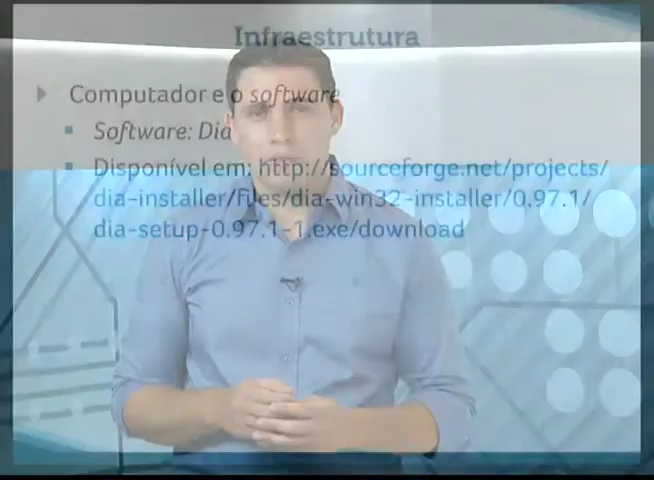 Infraestrutura
Computador e o software
Software: Dia
Disponível em: http://sourceforge.net/projects/
dia-installer/files/dia-win32-installer/0.97.1/
dia-setup-0.97.1-1.exe/download